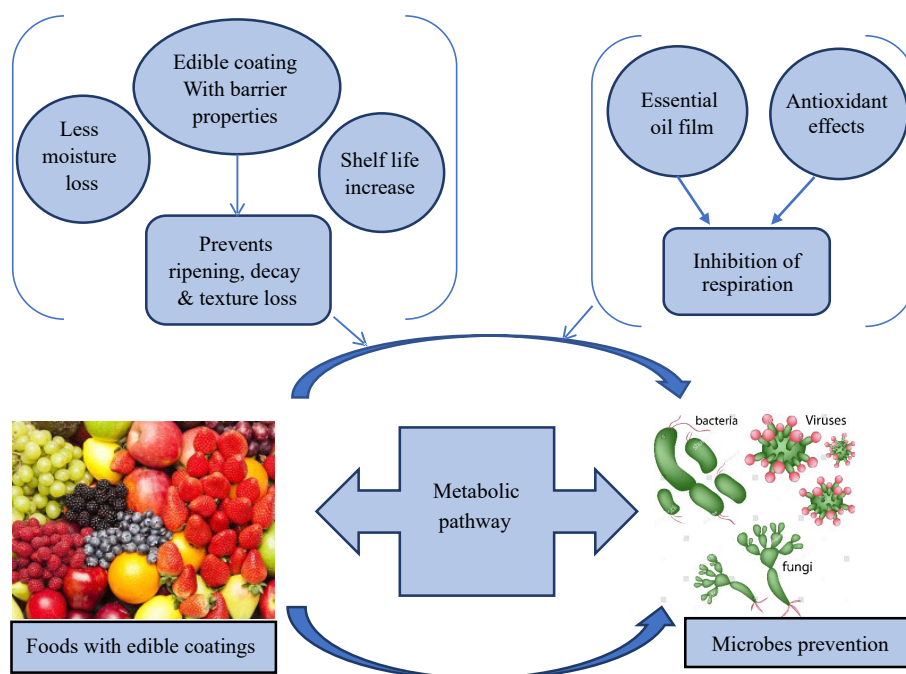 Edible coating
With barrier
properties
Less
moisture
loss
Shelf life
increase
Prevents
ripening, decay
& texture loss
Essential
oil film
Antioxidant
effects
Inhibition of
respiration
Metabolic
pathway
bacteria
Viruses
fungi
Foods with edible coatings
Microbes prevention